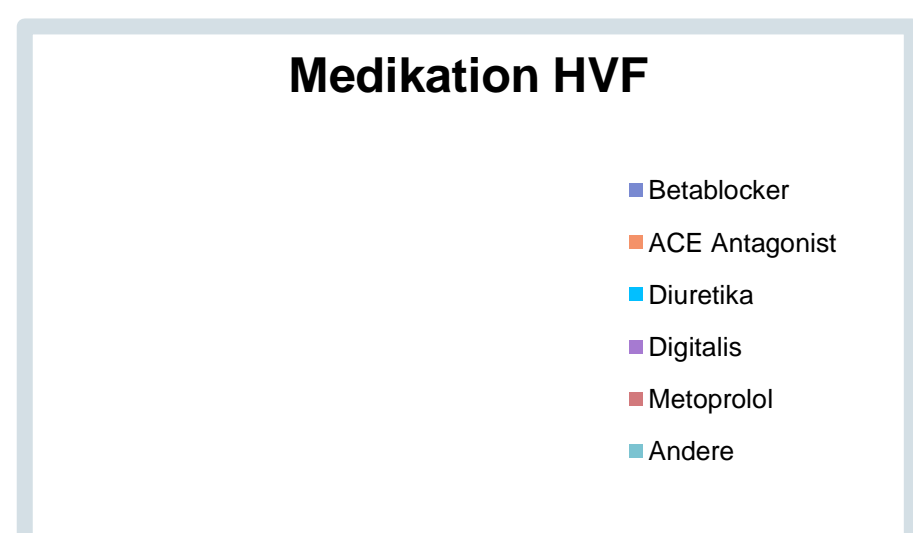 Medikation HVF
Betablocker
ACE Antagonist
Diuretika
Digitalis
Metoprolol
Andere